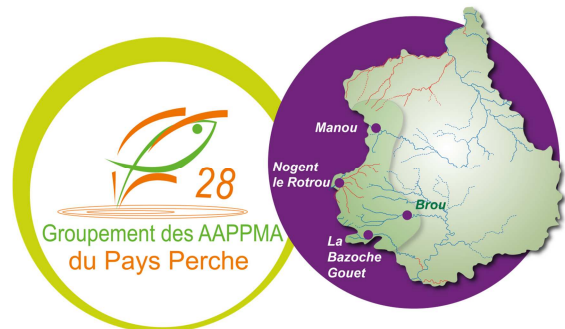 28
Groupement des AAPPMA
du Pays Perche
Manou
Nogent
le Rotrou
Brou
La
Bazoche
Gouet